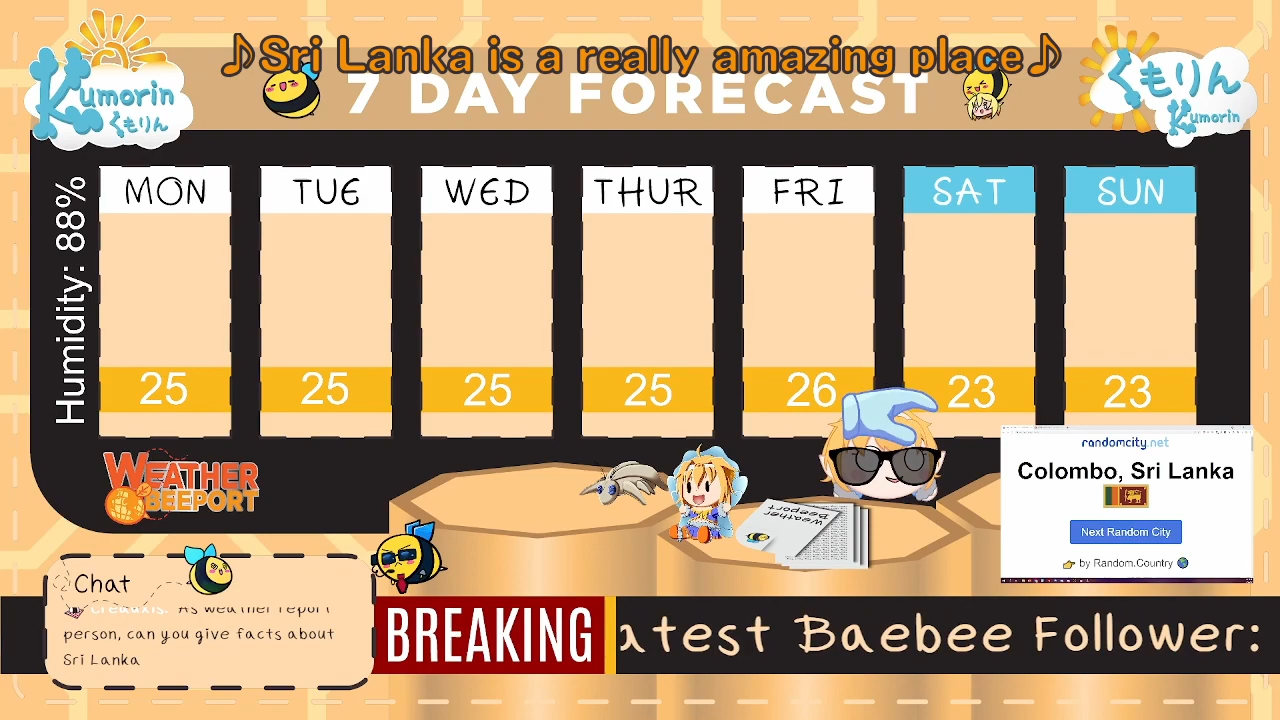 ♪Sri Lanka is a really amazing place♪
Kumorin
くもりん
7 DAY FORECAST
くもりん
Kumorin
Humidity: 88%
MON
TUE
WED
THUR
FRI
SAT
SUN
25
25
25
25
26
23
23
WEATHER
BEEPORT
randomcity.net
Colombo, Sri Lanka
Next Random City
by Random.Country
Weather
Beeport
Chat
As weather report
person, can you give facts about
Sri Lanka
BREAKING
atest Baebee Follower: